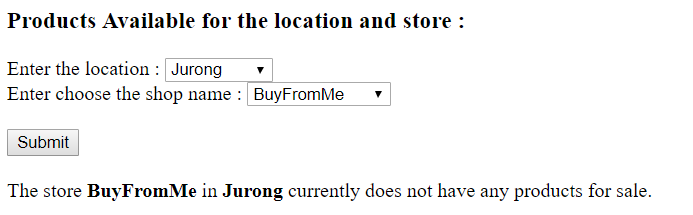 Products Available for the location and store :
Enter the location : Jurong
Enter choose the shop name : BuyFromMe
Submit
The store BuyFromMe in Jurong currently does not have any products for sale.